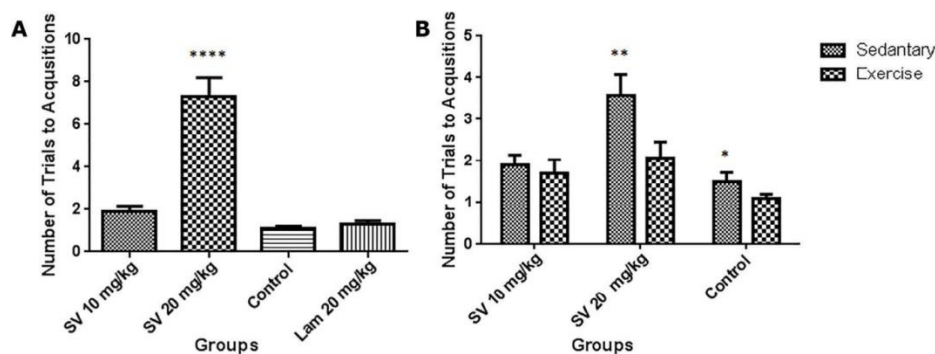 A
Number of Trials to Acqusitions
10
8
6
4
2
0
****
SV 10 mg/kg
SV 20 mg/kg
Control
Lam 20 mg/kg
Groups
B
Number of Trials to Acqusitions
5
4
3
2
1
0
**
*
SV 10 mg/kg
SV 20 mg/kg
Control
Groups
Sedantary
Exercise